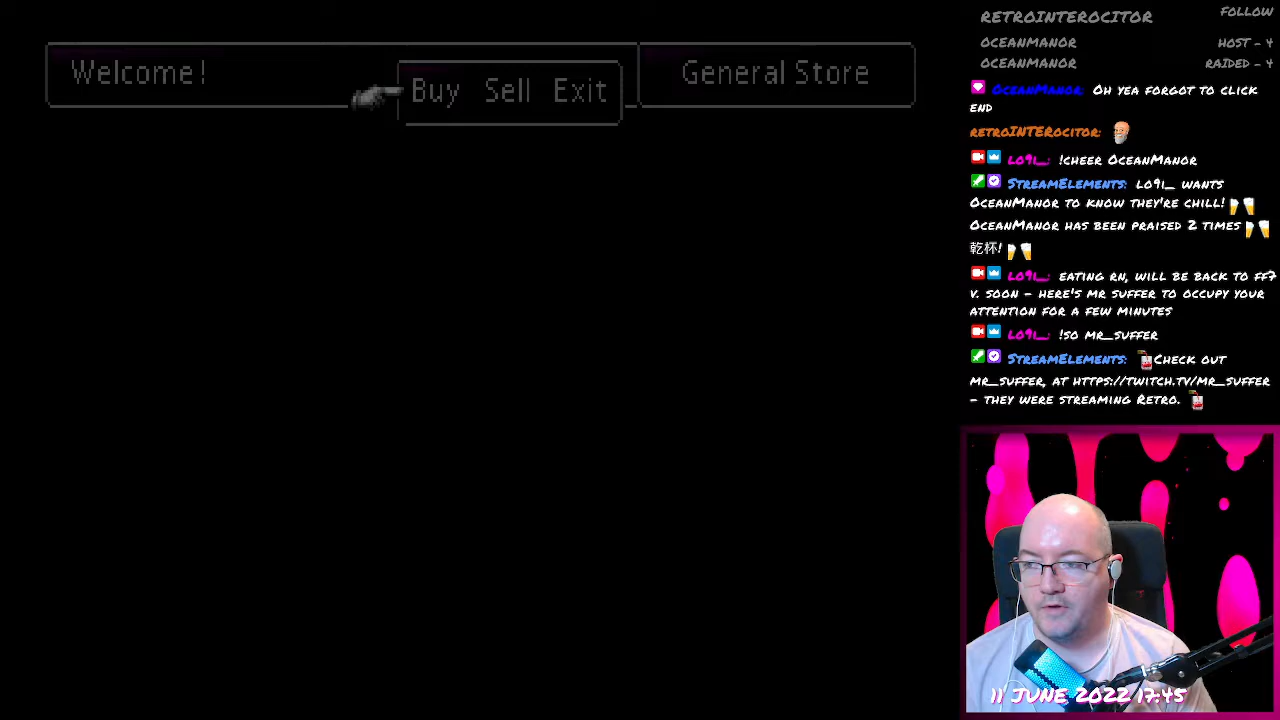 Welcome!
Buy Sell Exit
General Store
RETROINTEROCITOR FOLLOW
OCEANMANOR HOST - 4
OCEANMANOR RAIDED - 4
OCEANMANOR: OH YEA FORGOT TO CLICK
END
RETROINTEROCITOR:
LO91_: !CHEER OCEANMANOR
STREAMELEMENTS: LO91_ WANTS
OCEANMANOR TO KNOW THEY'RE CHILL!
OCEANMANOR HAS BEEN PRAISED 2 TIMES
乾杯!
LO91_: EATING RN, WILL BE BACK TO FF7
V. SOON - HERE'S MR SUFFER TO OCCUPY YOUR
ATTENTION FOR A FEW MINUTES
LO91_: !SO MR_SUFFER
STREAMELEMENTS: CHECK OUT
MR_SUFFER, AT HTTPS://TWITCH.TV/MR_SUFFER
- THEY WERE STREAMING RETRO.
11 JUNE 2022 17:45